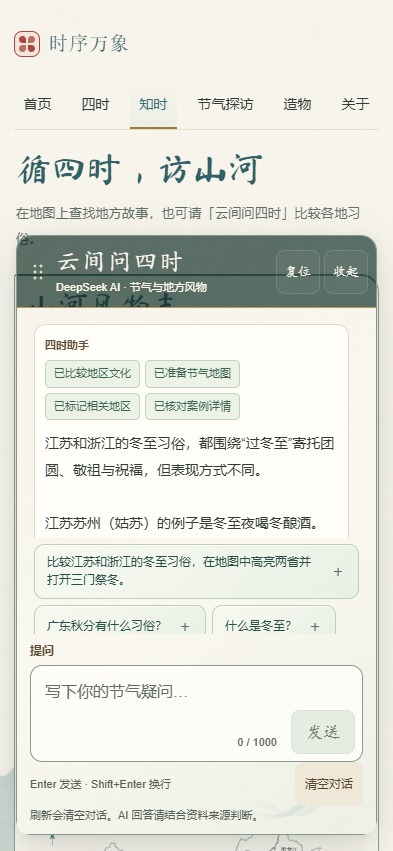 时序万象
首页 四时 知时 节气探访 造物 关于
循四时，访山河
在地图上查找地方故事，也可请「云间问四时」比较各地习
俗。
云间问四时
DeepSeek AI · 节气与地方风物
复位 收起
四时助手
已比较地区文化 已准备节气地图
已标记相关地区 已核对案例详情
江苏和浙江的冬至习俗，都围绕“过冬至”寄托团
圆、敬祖与祝福，但表现方式不同。
江苏苏州（姑苏）的例子是冬至夜喝冬酿酒。
比较江苏和浙江的冬至习俗，在地图中高亮两省并
打开三门祭冬。 +
广东秋分有什么习俗？ + 什么是冬至？ +
提问
写下你的节气疑问…
0 / 1000 发送
Enter 发送 · Shift+Enter 换行 清空对话
刷新会清空对话。AI 回答请结合资料来源判断。